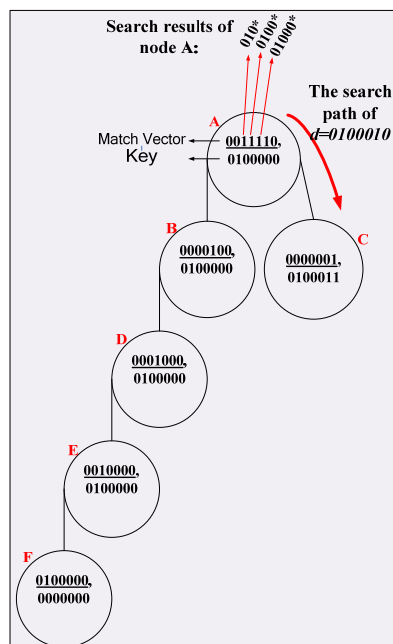 Search results of
node A:
010*
0100*
01000*
The search
path of
d=0100010
A
Match Vector
Key
0011110,
0100000
B
0000100,
0100000
C
0000001,
0100011
D
0001000,
0100000
E
0010000,
0100000
F
0100000,
0000000